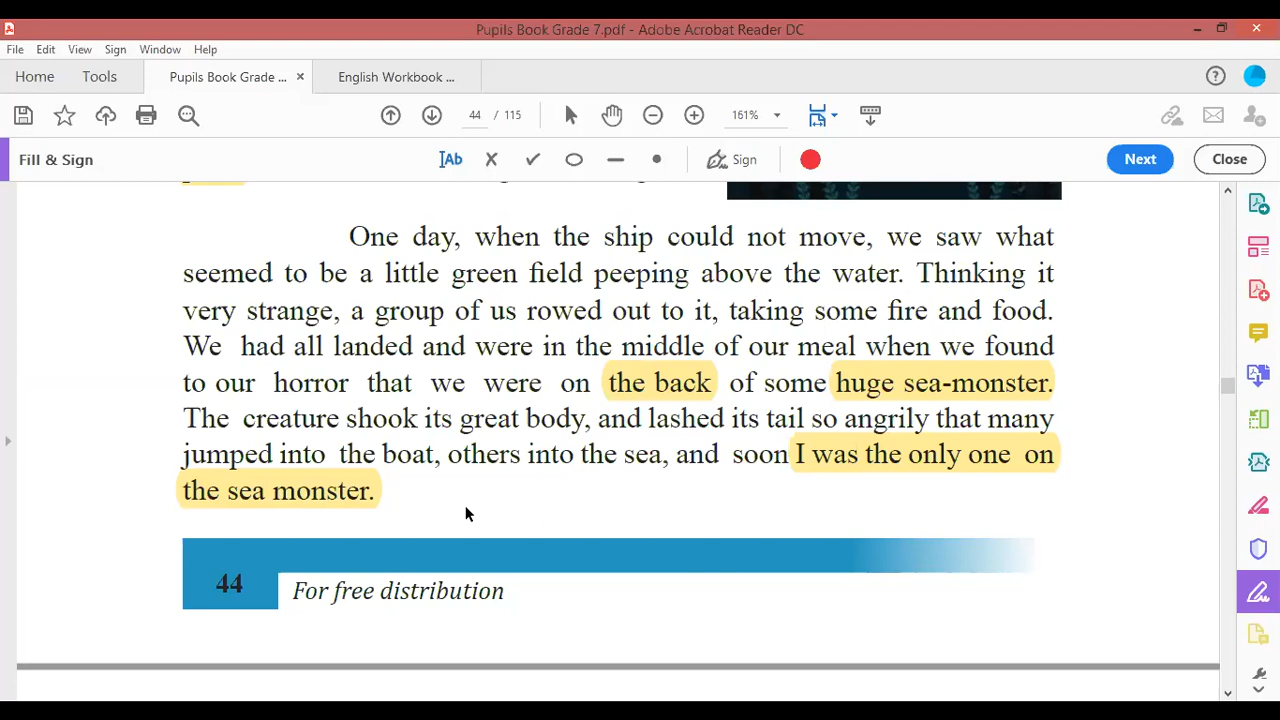 Pupils Book Grade 7.pdf - Adobe Acrobat Reader DC
File Edit View Sign Window Help
Home Tools Pupils Book Grade ... × English Workbook ...
44 / 115 161%
Fill & Sign Ab Sign Next Close
One day, when the ship could not move, we saw what
seemed to be a little green field peeping above the water. Thinking it
very strange, a group of us rowed out to it, taking some fire and food.
We had all landed and were in the middle of our meal when we found
to our horror that we were on the back of some huge sea-monster.
The creature shook its great body, and lashed its tail so angrily that many
jumped into the boat, others into the sea, and soon I was the only one on
the sea monster.
44
For free distribution